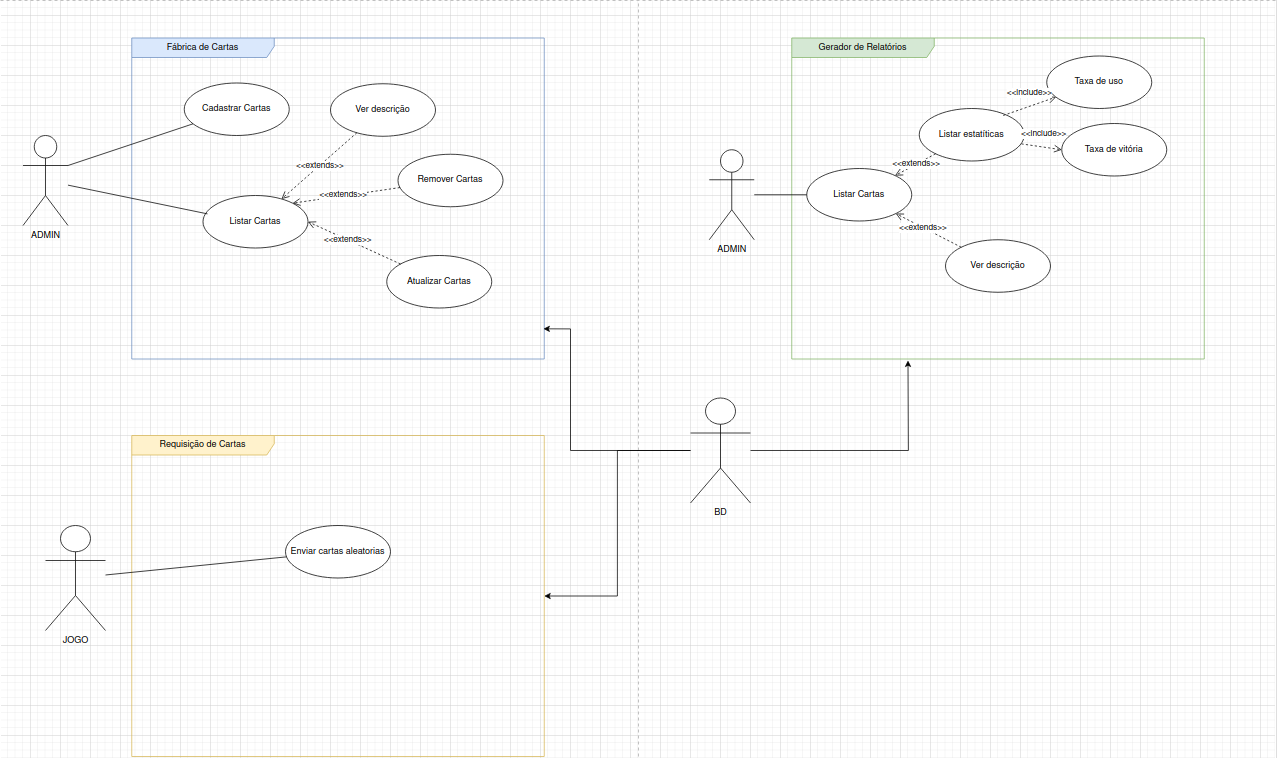 Fábrica de Cartas
Cadastrar Cartas
Ver descrição
<<extends>>
Remover Cartas
<<extends>>
Listar Cartas
<<extends>>
Atualizar Cartas
ADMIN
Gerador de Relatórios
Taxa de uso
<<include>>
Listar estatíticas
<<include>>
Taxa de vitória
<<extends>>
Listar Cartas
<<extends>>
Ver descrição
ADMIN
BD
Requisição de Cartas
Enviar cartas aleatorias
JOGO